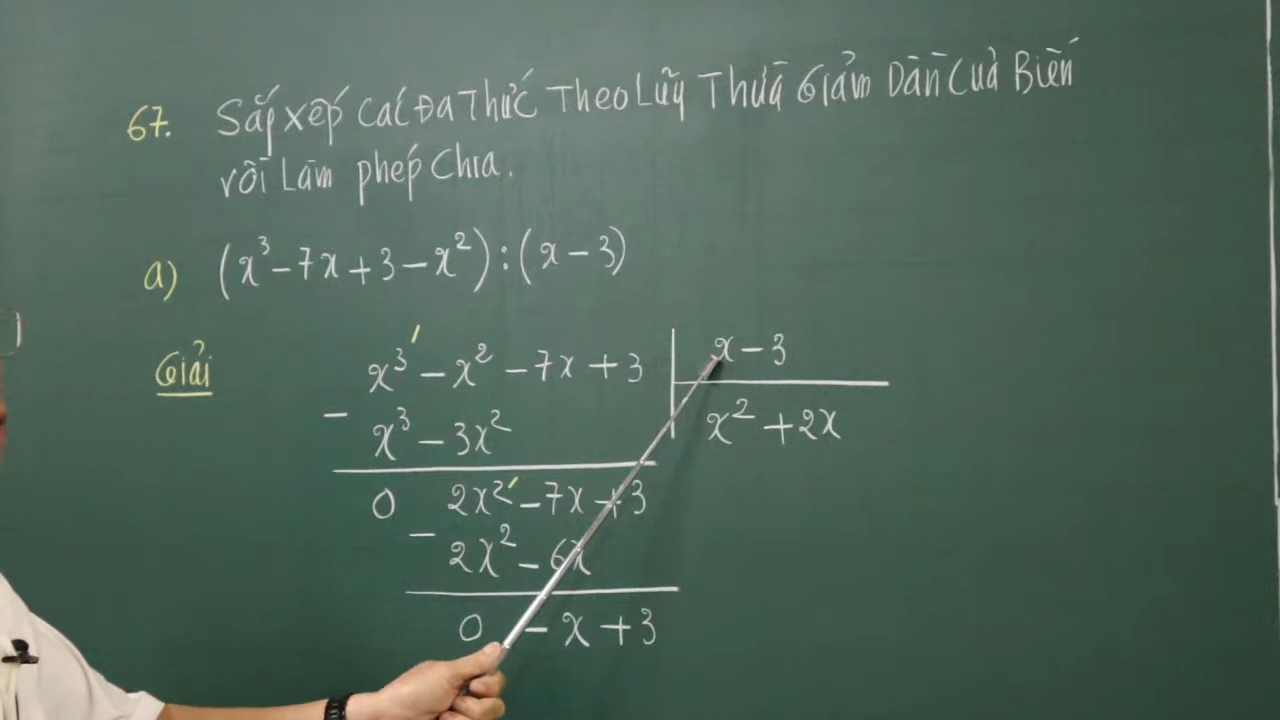 67. Sắp xếp các Đa Thức Theo Lũy Thừa Giảm Dần Của Biến
rồi Làm phép Chia.
a) (x³ - 7x + 3 - x²) : (x - 3)
Giải
x³ - x² - 7x + 3 | x - 3
- x³ - 3x² | x² + 2x
0 2x² - 7x + 3
- 2x² - 6x
0 - x + 3